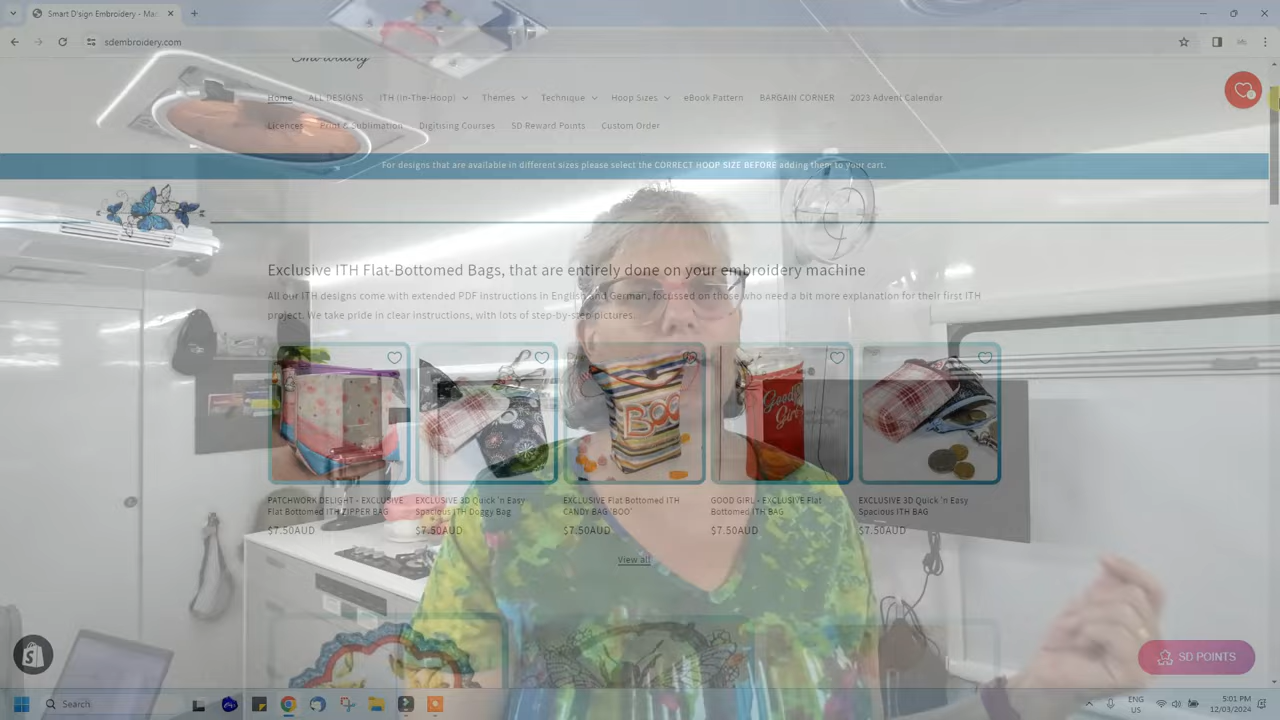 Smart D'sign Embroidery - Ma
sdembroidery.com
Embroidery
Home ALL DESIGNS ITH (In-The-Hoop) Themes Technique Hoop Sizes eBook Pattern BARGAIN CORNER 2023 Advent Calendar
Licences Print & Sublimation Digitising Courses SD Reward Points Custom Order
For designs that are available in different sizes please select the CORRECT HOOP SIZE BEFORE adding them to your cart.
Exclusive ITH Flat-Bottomed Bags, that are entirely done on your embroidery machine
All our ITH designs come with extended PDF instructions in English and German, focussed on those who need a bit more explanation for their first ITH
project. We take pride in clear instructions, with lots of step-by-step pictures.
BOO
Good Girl
PATCHWORK DELIGHT - EXCLUSIVE
Flat Bottomed ITH ZIPPER BAG
$7.50AUD
EXCLUSIVE 3D Quick 'n Easy
Spacious ITH Doggy Bag
$7.50AUD
EXCLUSIVE Flat Bottomed ITH
CANDY BAG 'BOO'
$7.50AUD
GOOD GIRL - EXCLUSIVE Flat
Bottomed ITH BAG
$7.50AUD
EXCLUSIVE 3D Quick 'n Easy
Spacious ITH BAG
$7.50AUD
View all
SD POINTS
Search
ENG
US
5:01 PM
12/03/2024